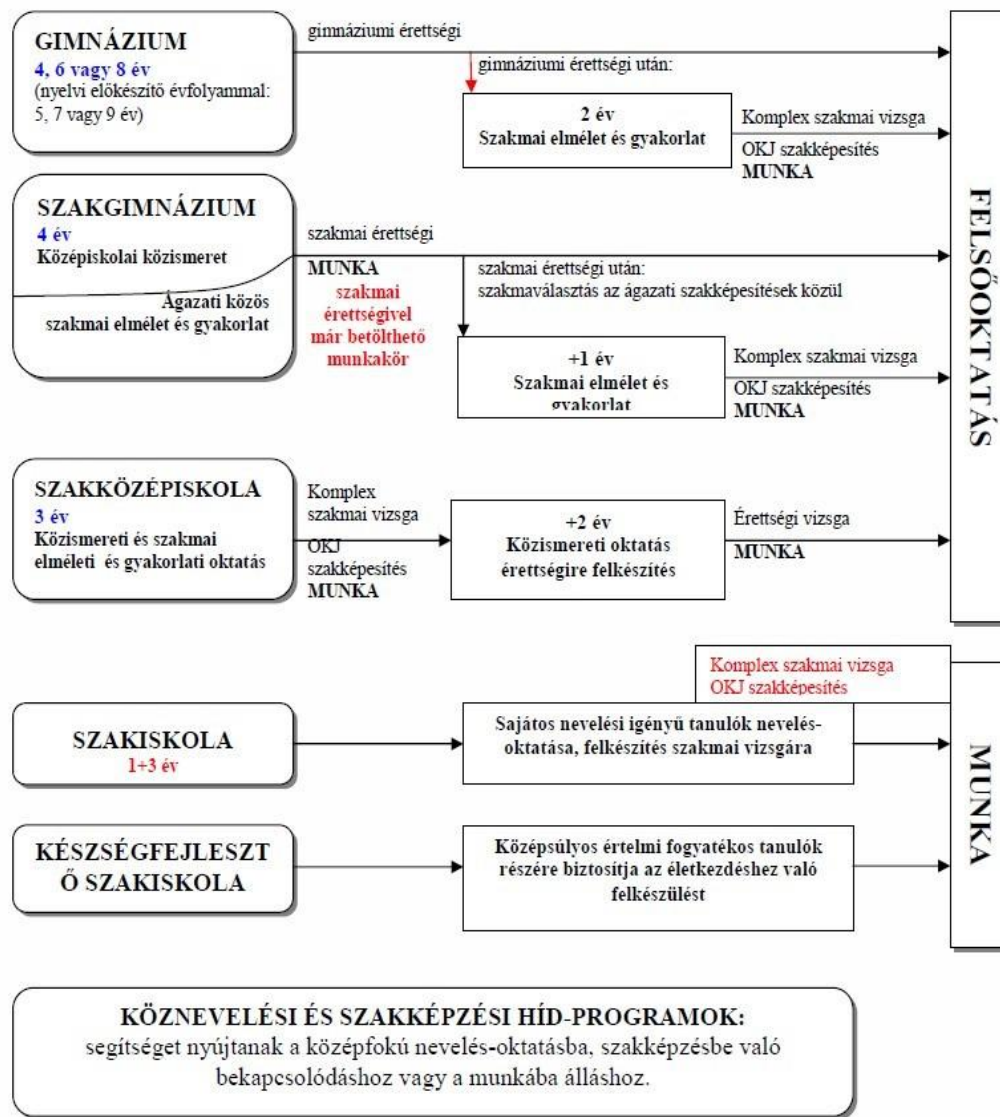 GIMNÁZIUM
4, 6 vagy 8 év
(nyelvi előkészítő évfolyammal:
5, 7 vagy 9 év)
gimnáziumi érettségi
gimnáziumi érettségi után:
2 év
Szakmai elmélet és gyakorlat
Komplex szakmai vizsga
OKJ szakképesítés
MUNKA
SZAKGIMNÁZIUM
4 év
Középiskolai közismeret
Ágazati közös
szakmai elmélet és gyakorlat
szakmai érettségi
MUNKA
szakmai
érettségivel
már betölthető
munkakör
szakmai érettségi után:
szakmaválasztás az ágazati szakképesítések közül
+1 év
Szakmai elmélet és
gyakorlat
Komplex szakmai vizsga
OKJ szakképesítés
MUNKA
SZAKKÖZÉPISKOLA
3 év
Közismereti és szakmai
elméleti és gyakorlati oktatás
Komplex
szakmai vizsga
OKJ
szakképesítés
MUNKA
+2 év
Közismereti oktatás
érettségire felkészítés
Érettségi vizsga
MUNKA
FELSŐOKTATÁS
Komplex szakmai vizsga
OKJ szakképesítés
SZAKISKOLA
1+3 év
Sajátos nevelési igényű tanulók nevelés-
oktatása, felkészítés szakmai vizsgára
KÉSZSÉGFEJLESZT
Ő SZAKISKOLA
Középsúlyos értelmi fogyatékos tanulók
részére biztosítja az életkezdéshez való
felkészülést
MUNKA
KÖZNEVELÉSI ÉS SZAKKÉPZÉSI HÍD-PROGRAMOK:
segítséget nyújtanak a középfokú nevelés-oktatásba, szakképzésbe való
bekapcsolódáshoz vagy a munkába álláshoz.